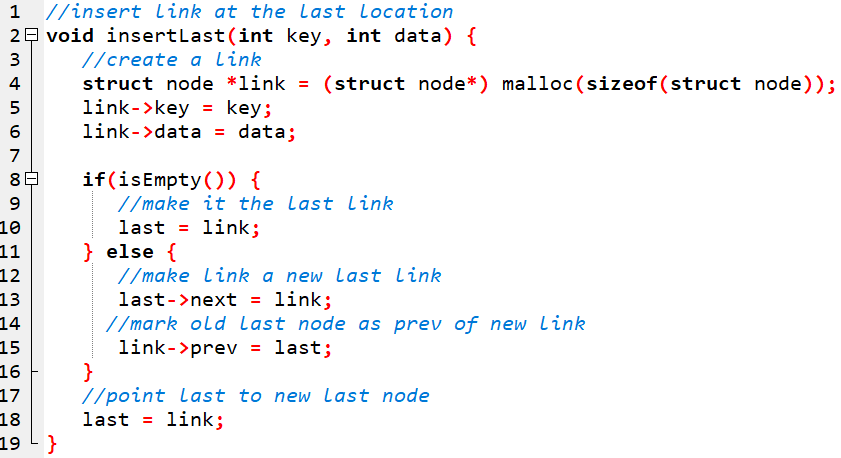 1 //insert link at the last location
2 void insertLast(int key, int data) {
3 //create a link
4 struct node *link = (struct node*) malloc(sizeof(struct node));
5 link->key = key;
6 link->data = data;
7
8 if(isEmpty()) {
9 //make it the last link
10 last = link;
11 } else {
12 //make link a new last link
13 last->next = link;
14 //mark old last node as prev of new link
15 link->prev = last;
16 }
17 //point last to new last node
18 last = link;
19 }